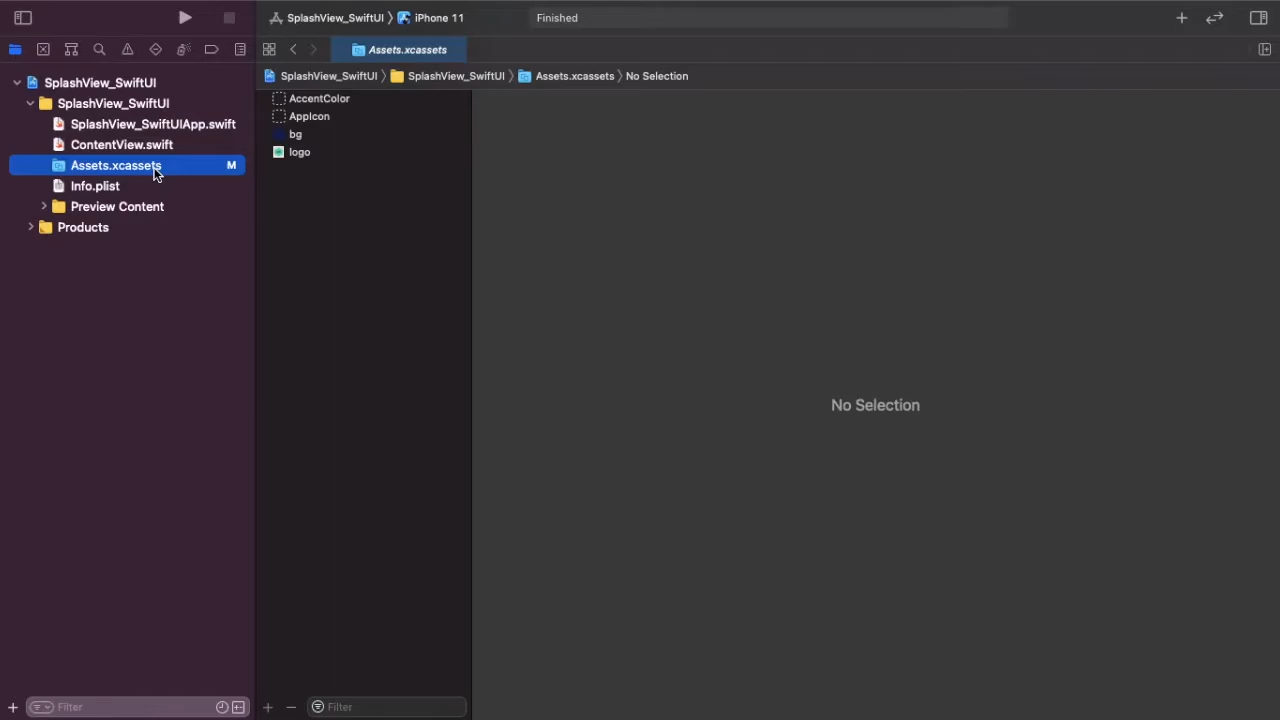 SplashView_SwiftUI
iPhone 11
Finished
Assets.xcassets
SplashView_SwiftUI
SplashView_SwiftUI
Assets.xcassets
No Selection
SplashView_SwiftUI
SplashView_SwiftUI
SplashView_SwiftUIApp.swift
ContentView.swift
Assets.xcassets
M
Info.plist
Preview Content
Products
AccentColor
AppIcon
bg
logo
No Selection
Filter
Filter